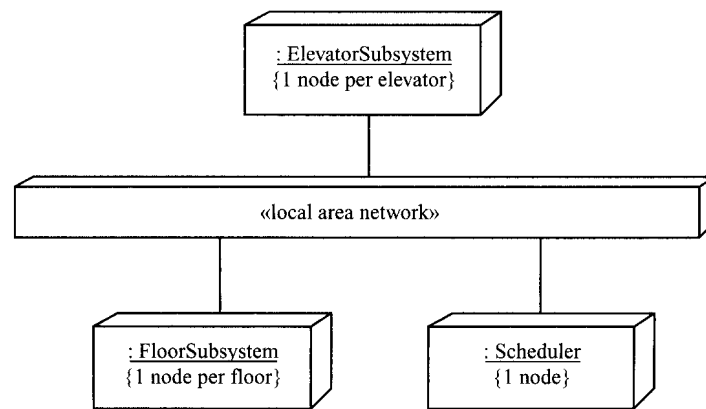 : ElevatorSubsystem
{1 node per elevator}
«local area network»
: FloorSubsystem
{1 node per floor}
: Scheduler
{1 node}